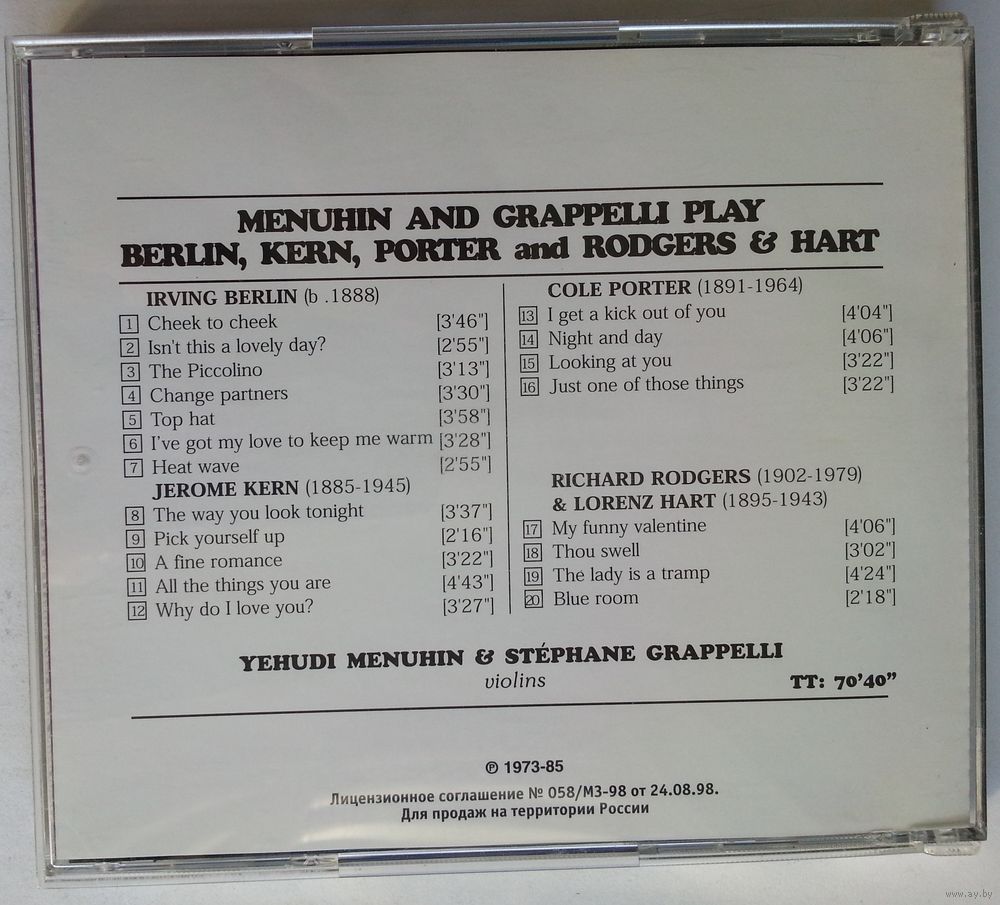 MENUHIN AND GRAPPELLI PLAY
BERLIN, KERN, PORTER and RODGERS & HART
IRVING BERLIN (b .1888)
1 Cheek to cheek [3'46"]
2 Isn't this a lovely day? [2'55"]
3 The Piccolino [3'13"]
4 Change partners [3'30"]
5 Top hat [3'58"]
6 I've got my love to keep me warm [3'28"]
7 Heat wave [2'55"]
JEROME KERN (1885-1945)
8 The way you look tonight [3'37"]
9 Pick yourself up [2'16"]
10 A fine romance [3'22"]
11 All the things you are [4'43"]
12 Why do I love you? [3'27"]
COLE PORTER (1891-1964)
13 I get a kick out of you [4'04"]
14 Night and day [4'06"]
15 Looking at you [3'22"]
16 Just one of those things [3'22"]
RICHARD RODGERS (1902-1979)
& LORENZ HART (1895-1943)
17 My funny valentine [4'06"]
18 Thou swell [3'02"]
19 The lady is a tramp [4'24"]
20 Blue room [2'18"]
YEHUDI MENUHIN & STÉPHANE GRAPPELLI
violins
TT: 70'40"
℗ 1973-85
Лицензионное соглашение № 058/МЗ-98 от 24.08.98.
Для продаж на территории России
www.ay.by